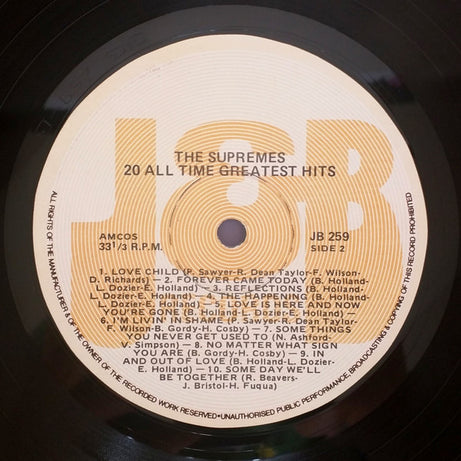 J&B
THE SUPREMES
20 ALL TIME GREATEST HITS
AMCOS
33 1/3 R.P.M.
JB 259
SIDE 2
1. LOVE CHILD (P. Sawyer-R. Dean Taylor-F. Wilson-
D. Richards) — 2. FOREVER CAME TODAY (B. Holland-
L. Dozier-E. Holland) — 3. REFLECTIONS (B. Holland-
L. Dozier-E. Holland) — 4. THE HAPPENING (B. Holland-
L. Dozier-E. Holland) — 5. LOVE IS HERE AND NOW
YOU'RE GONE (B. Holland-L. Dozier-E. Holland) —
6. I'M LIVIN' IN SHAME (P. Sawyer-R. Dean Taylor-
F. Wilson-B. Gordy-H. Cosby) — 7. SOME THINGS
YOU NEVER GET USED TO (N. Ashford-
V. Simpson) — 8. NO MATTER WHAT SIGN
YOU ARE (B. Gordy-H. Cosby) — 9. IN
AND OUT OF LOVE (B. Holland-L. Dozier-
E. Holland) — 10. SOME DAY WE'LL
BE TOGETHER (R. Beavers-
J. Bristol-H. Fuqua)
ALL RIGHTS OF THE MANUFACTURER & OF THE OWNER OF THE RECORDED WORK RESERVED•UNAUTHORISED PUBLIC PERFORMANCE, BROADCASTING & COPYING OF THIS RECORD PROHIBITED